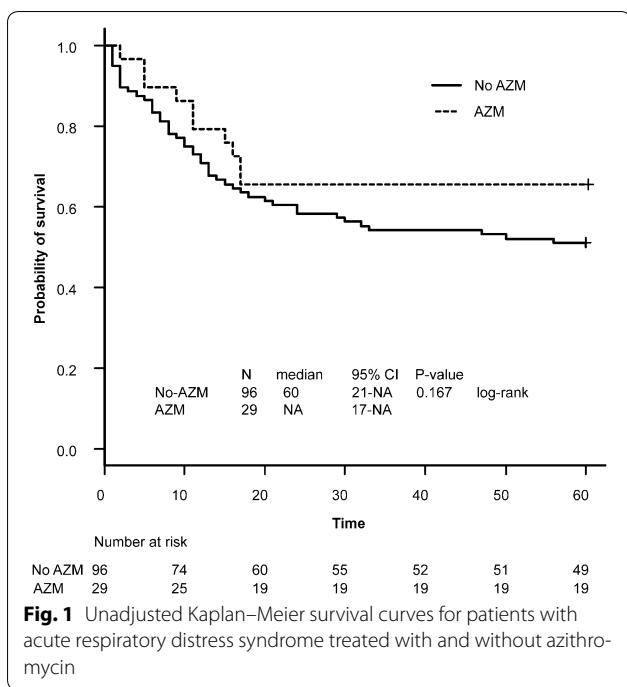 1.0
0.8
0.6
0.4
0.2
0.0
Probability of survival
No AZM
AZM
N median 95% CI P-value
No-AZM 96 60 21-NA 0.167 log-rank
AZM 29 NA 17-NA
0 10 20 30 40 50 60
Time
Number at risk
No AZM 96 74 60 55 52 51 49
AZM 29 25 19 19 19 19 19
Fig. 1 Unadjusted Kaplan–Meier survival curves for patients with
acute respiratory distress syndrome treated with and without azithro-
mycin